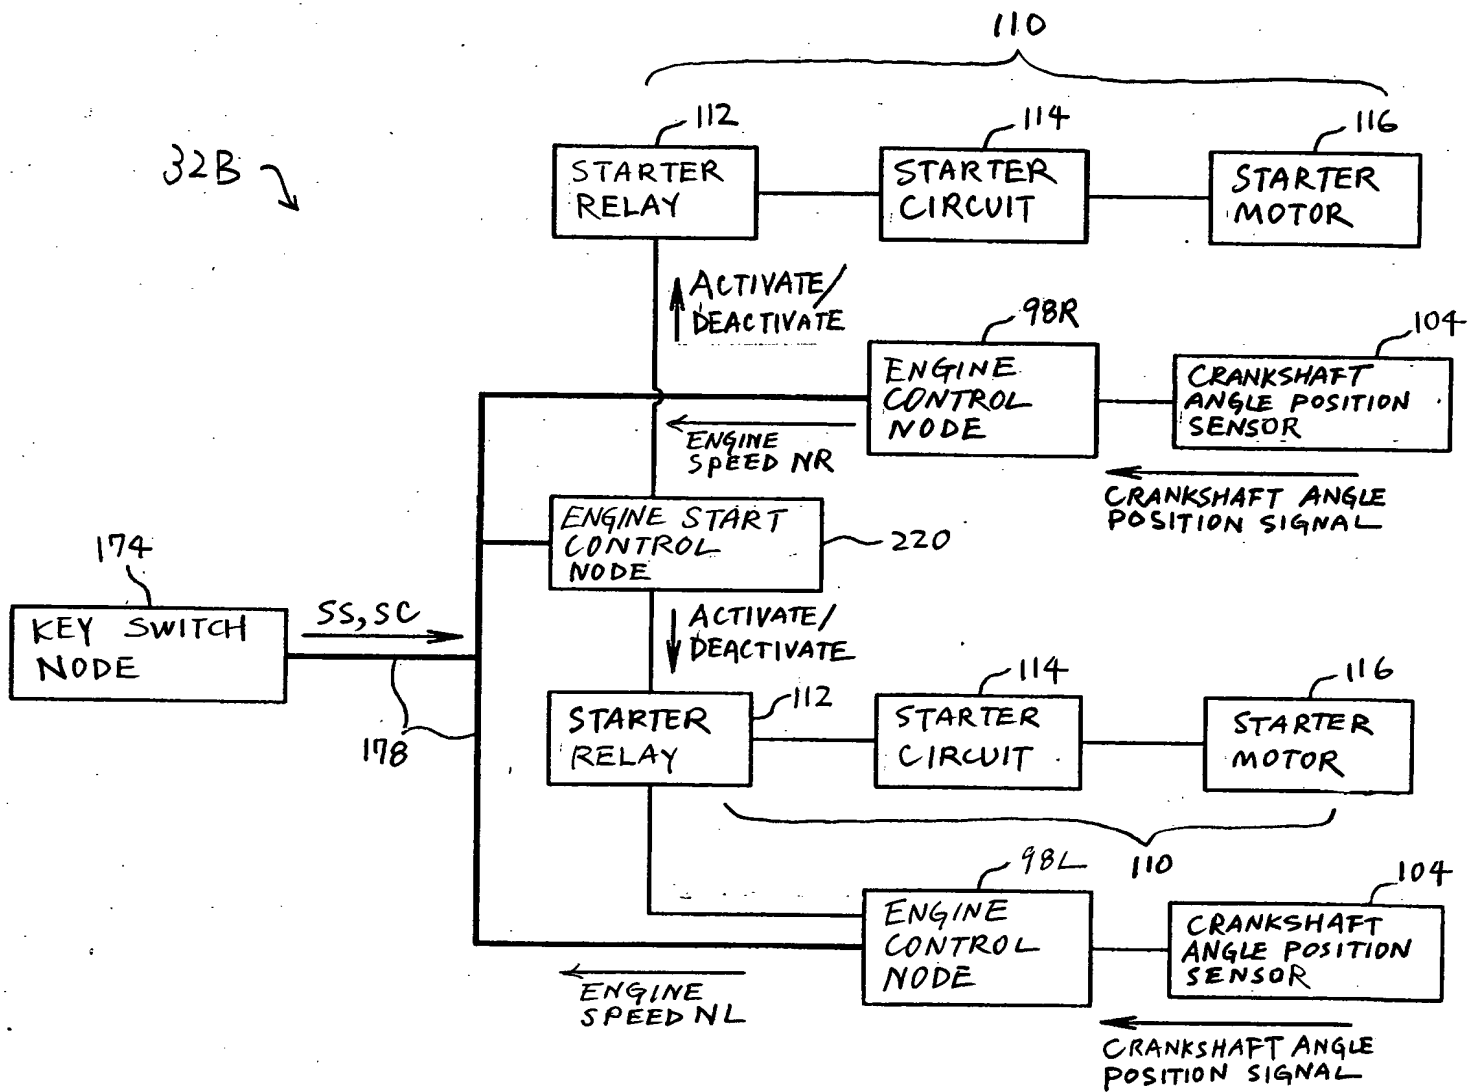 110
112
114
116
32B
STARTER
RELAY
STARTER
CIRCUIT
STARTER
MOTOR
ACTIVATE/
DEACTIVATE
98R
104
ENGINE
CONTROL
NODE
CRANKSHAFT
ANGLE POSITION
SENSOR
ENGINE
SPEED NR
CRANKSHAFT ANGLE
POSITION SIGNAL
ENGINE START
CONTROL
NODE
220
174
KEY SWITCH
NODE
SS, SC
178
ACTIVATE/
DEACTIVATE
112
114
116
STARTER
RELAY
STARTER
CIRCUIT
STARTER
MOTOR
110
98L
104
ENGINE
CONTROL
NODE
CRANKSHAFT
ANGLE POSITION
SENSOR
ENGINE
SPEED NL
CRANKSHAFT ANGLE
POSITION SIGNAL